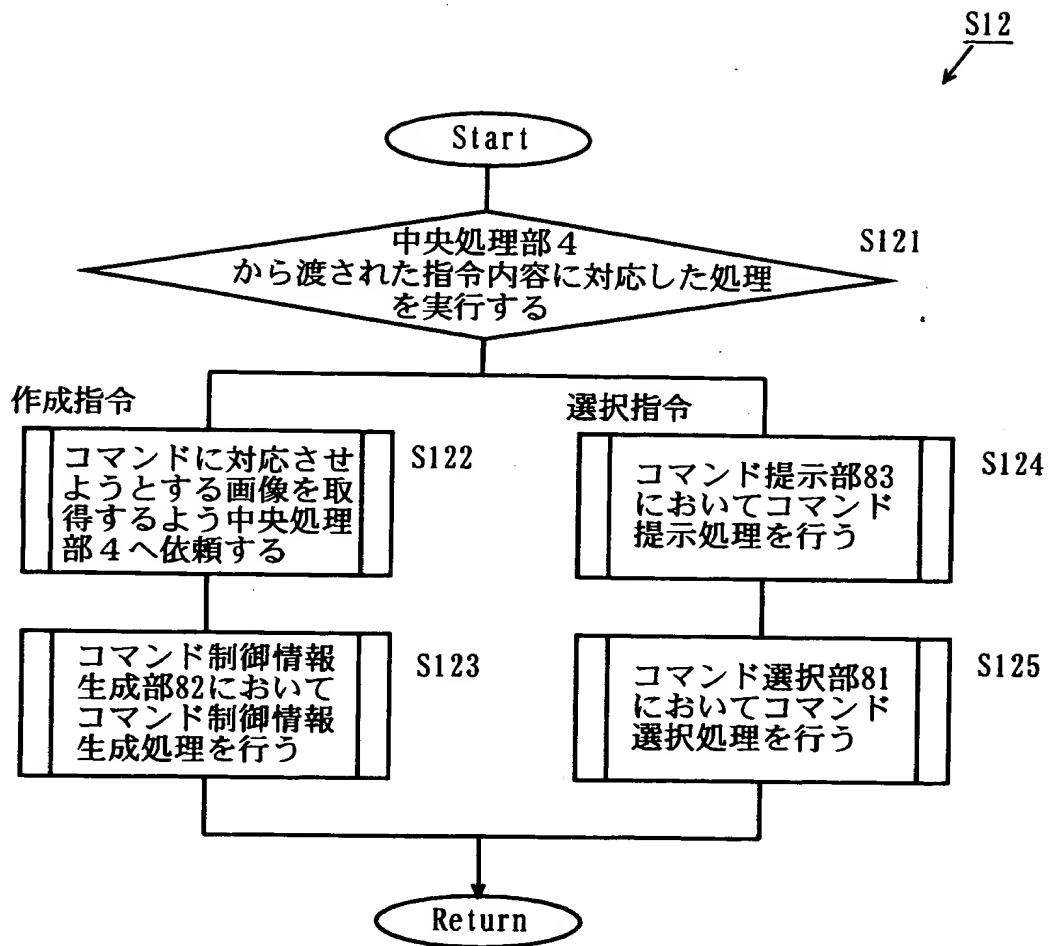 S12
Start
中央処理部４
から渡された指令内容に対応した処理
を実行する
S121
作成指令
コマンドに対応させ
ようとする画像を取
得するよう中央処理
部４へ依頼する
S122
コマンド制御情報
生成部82において
コマンド制御情報
生成処理を行う
S123
選択指令
コマンド提示部83
においてコマンド
提示処理を行う
S124
コマンド選択部81
においてコマンド
選択処理を行う
S125
Return